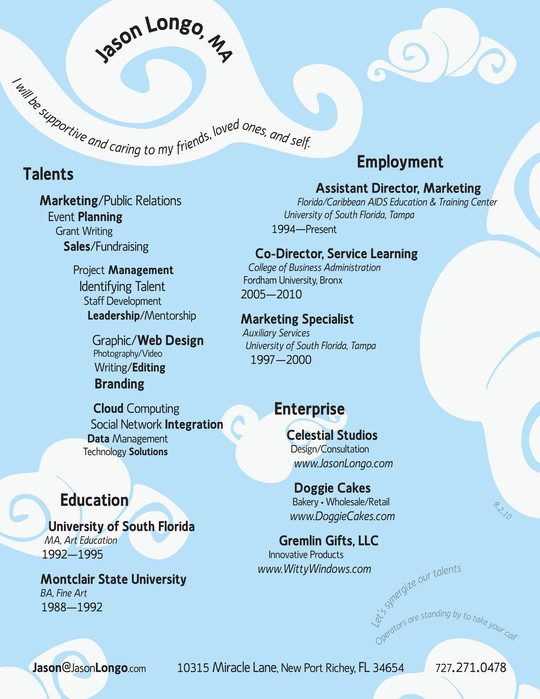 Jason Longo, MA
I will be supportive and caring to my friends, loved ones, and self.
Talents
Marketing/Public Relations
Event Planning
Grant Writing
Sales/Fundraising
Project Management
Identifying Talent
Staff Development
Leadership/Mentorship
Graphic/Web Design
Photography/Video
Writing/Editing
Branding
Cloud Computing
Social Network Integration
Data Management
Technology Solutions
Education
University of South Florida
MA, Art Education
1992—1995
Montclair State University
BA, Fine Art
1988—1992
Employment
Assistant Director, Marketing
Florida/Caribbean AIDS Education & Training Center
University of South Florida, Tampa
1994—Present
Co-Director, Service Learning
College of Business Administration
Fordham University, Bronx
2005—2010
Marketing Specialist
Auxiliary Services
University of South Florida, Tampa
1997—2000
Enterprise
Celestial Studios
Design/Consultation
www.JasonLongo.com
Doggie Cakes
Bakery • Wholesale/Retail
www.DoggieCakes.com
Gremlin Gifts, LLC
Innovative Products
www.WittyWindows.com
9.2.10
Let's synergize our talents
Operators are standing by to take your call
Jason@JasonLongo.com 10315 Miracle Lane, New Port Richey, FL 34654 727.271.0478